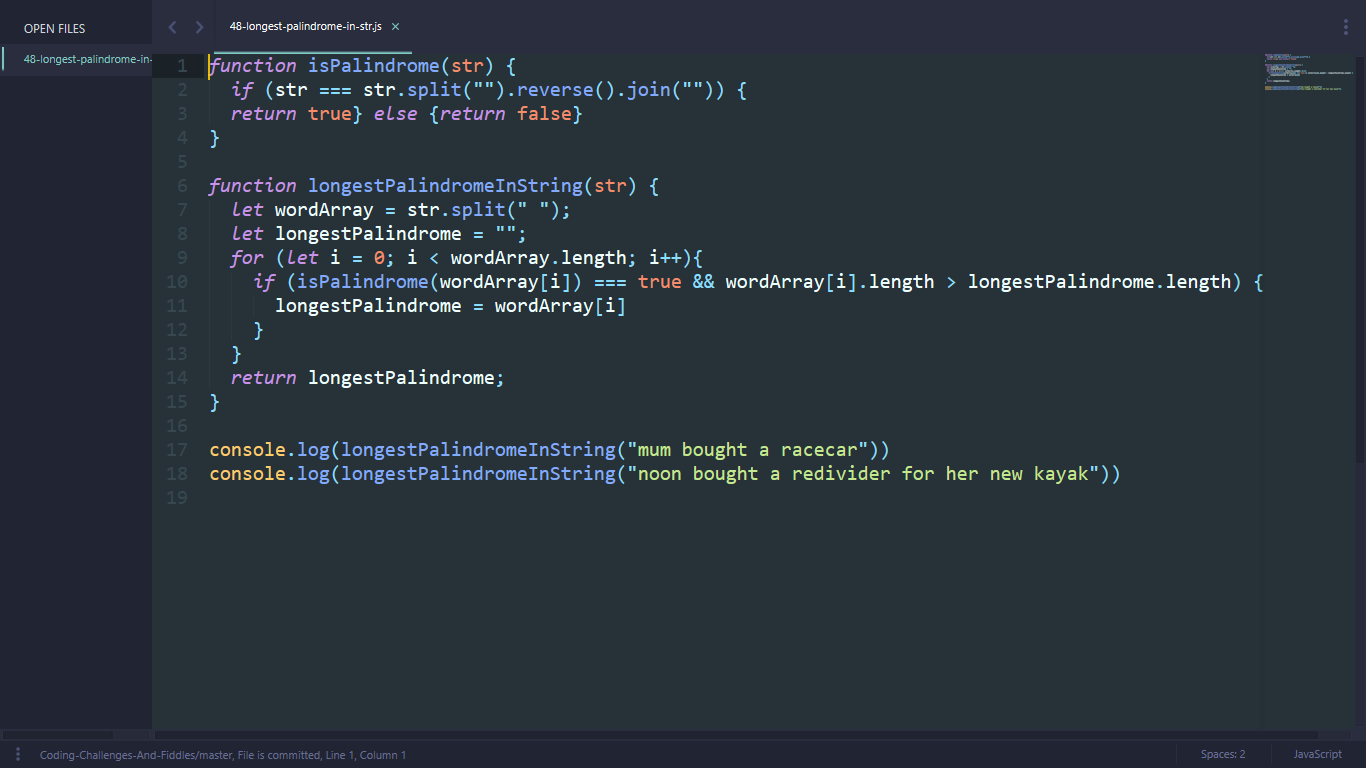 OPEN FILES
48-longest-palindrome-in-
48-longest-palindrome-in-str.js ×
1 function isPalindrome(str) {
2   if (str === str.split("").reverse().join("")) {
3   return true} else {return false}
4 }
5
6 function longestPalindromeInString(str) {
7   let wordArray = str.split(" ");
8   let longestPalindrome = "";
9   for (let i = 0; i < wordArray.length; i++){
10     if (isPalindrome(wordArray[i]) === true && wordArray[i].length > longestPalindrome.length) {
11       longestPalindrome = wordArray[i]
12     }
13   }
14   return longestPalindrome;
15 }
16
17 console.log(longestPalindromeInString("mum bought a racecar"))
18 console.log(longestPalindromeInString("noon bought a redivider for her new kayak"))
19
Coding-Challenges-And-Fiddles/master, File is committed, Line 1, Column 1
Spaces: 2
JavaScript